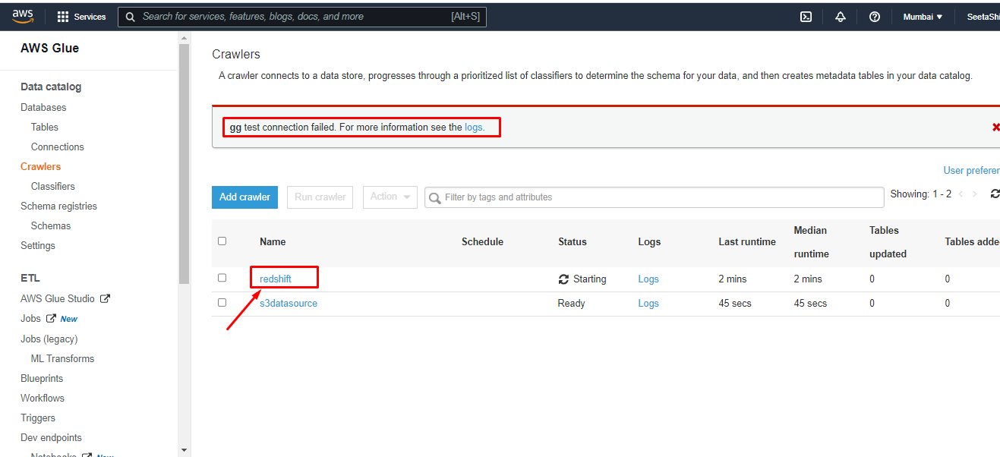 aws
Services
Search for services, features, blogs, docs, and more
[Alt+S]
Mumbai
SeetaShi
AWS Glue
Data catalog
Databases
Tables
Connections
Crawlers
Classifiers
Schema registries
Schemas
Settings
ETL
AWS Glue Studio
Jobs New
Jobs (legacy)
ML Transforms
Blueprints
Workflows
Triggers
Dev endpoints
Notebooks New
Crawlers
A crawler connects to a data store, progresses through a prioritized list of classifiers to determine the schema for your data, and then creates metadata tables in your data catalog.
gg test connection failed. For more information see the logs.
User preferer
Add crawler
Run crawler
Action
Filter by tags and attributes
Showing: 1 - 2
Name Schedule Status Logs Last runtime Median runtime Tables updated Tables adde
redshift Starting Logs 2 mins 2 mins 0 0
s3datasource Ready Logs 45 secs 45 secs 0 0